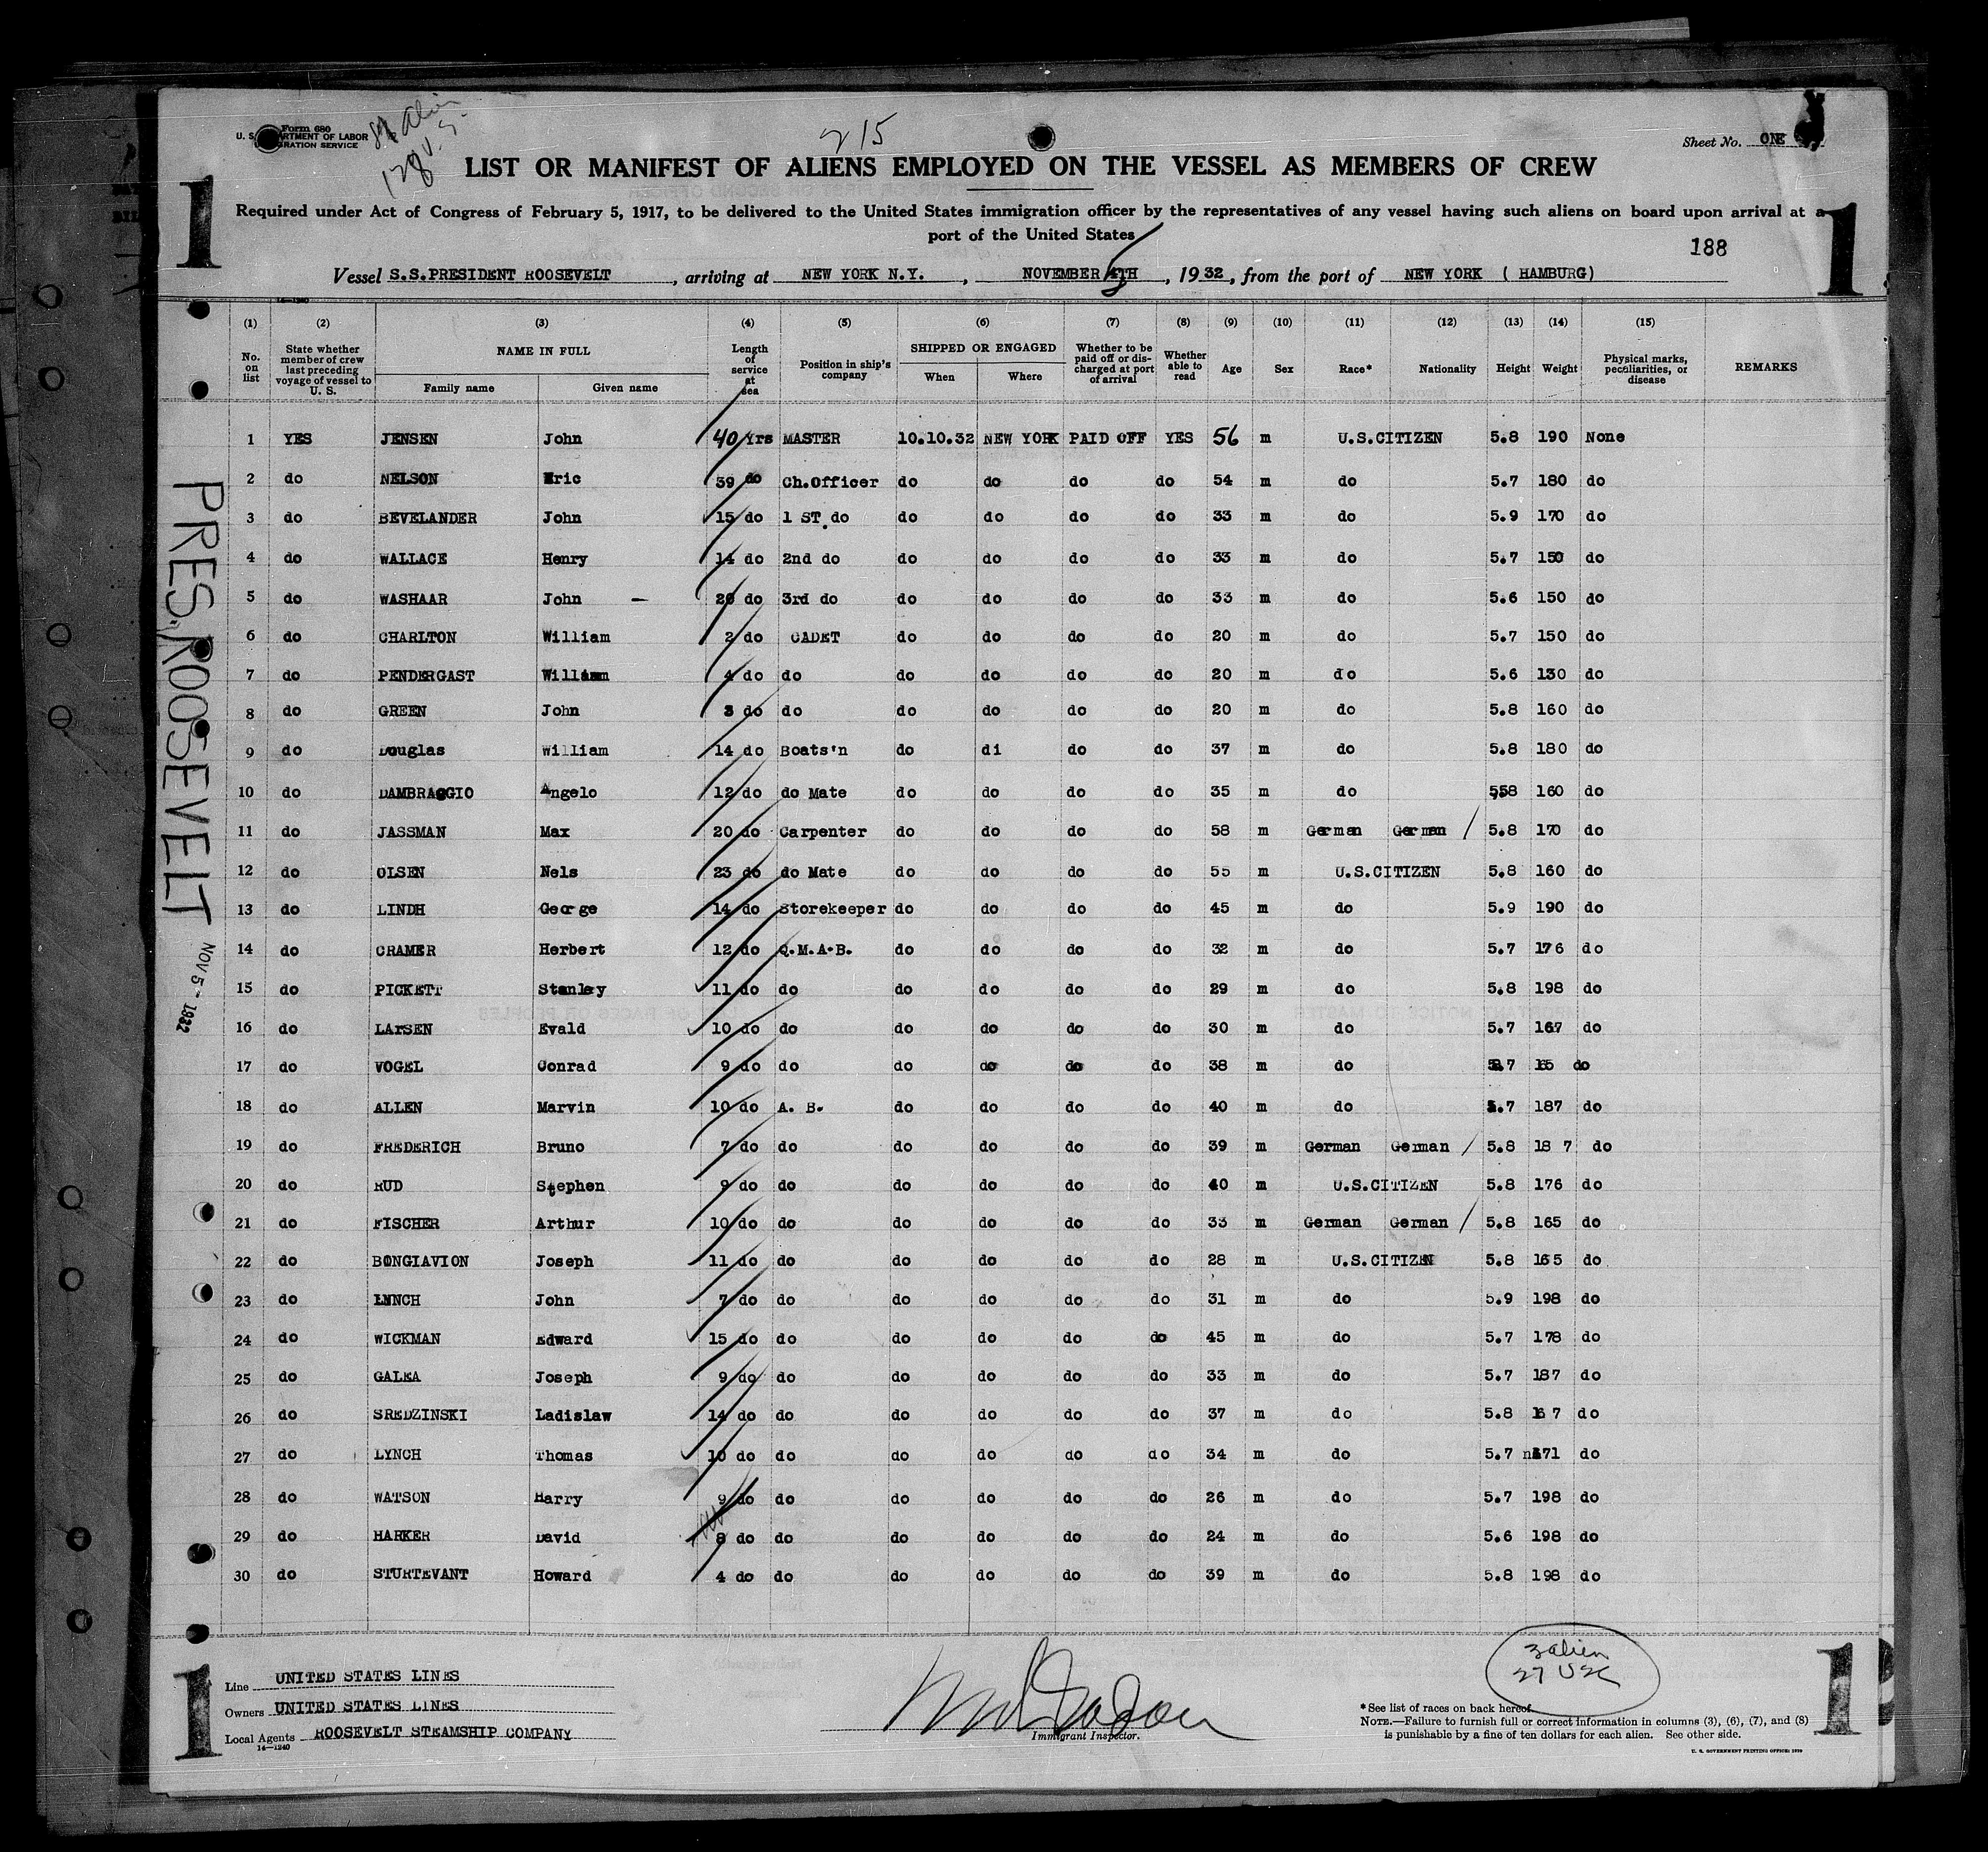 Form 680
U. S. DEPARTMENT OF LABOR
IMMIGRATION SERVICE
215
Sheet No. ONE
LIST OR MANIFEST OF ALIENS EMPLOYED ON THE VESSEL AS MEMBERS OF CREW
Required under Act of Congress of February 5, 1917, to be delivered to the United States immigration officer by the representatives of any vessel having such aliens on board upon arrival at a
port of the United States
188
1 1
Vessel S.S.PRESIDENT ROOSEVELT , arriving at NEW YORK N.Y. , NOVEMBER 5TH , 1932, from the port of NEW YORK ( HAMBURG)
14-1240
(1) (2) (3) (4) (5) (6) (7) (8) (9) (10) (11) (12) (13) (14) (15)
No. on list State whether member of crew last preceding voyage of vessel to U. S. NAME IN FULL Family name Given name Length of service at sea Position in ship's company SHIPPED OR ENGAGED When Where Whether to be paid off or discharged at port of arrival Whether able to read Age Sex Race* Nationality Height Weight Physical marks, peculiarities, or disease REMARKS
1 YES JENSEN John 40 Yrs MASTER 10.10.32 NEW YORK PAID OFF YES 56 m U.S.CITIZEN 5.8 190 None
2 do NELSON Eric 39 do Ch.Officer do do do do 54 m do 5.7 180 do
3 do BEVELANDER John 15 do 1 ST do do do do do 33 m do 5.9 170 do
4 do WALLACE Henry 14 do 2nd do do do do do 33 m do 5.7 150 do
5 do WASHAAR John — 20 do 3rd do do do do do 33 m do 5.6 150 do
6 do CHARLTON William 2 do CADET do do do do 20 m do 5.7 150 do
7 do PENDERGAST William 4 do do do do do do 20 m do 5.6 130 do
8 do GREEN John 3 do do do do do do 20 m do 5.8 160 do
9 do Douglas William 14 do Boats'n do di do do 37 m do 5.8 180 do
10 do DAMBRAGGIO Angelo 12 do do Mate do do do do 35 m do 558 160 do
11 do JASSMAN Max 20 do Carpenter do do do do 58 m German German / 5.8 170 do
12 do OLSEN Nels 23 do do Mate do do do do 55 m U.S.CITIZEN 5.8 160 do
13 do LINDH George 14 do Storekeeper do do do do 45 m do 5.9 190 do
14 do CRAMER Herbert 12 do Q.M.A.B. do do do do 32 m do 5.7 176 do
15 do PICKETT Stanley 11 do do do do do do 29 m do 5.8 198 do
16 do LArSEN Evald 10 do do do do do do 30 m do 5.7 167 do
17 do VOGEL Conrad 9 do do do do do do 38 m do 5.7 165 do
18 do ALLEN Marvin 10 do A. B. do do do do 40 m do 5.7 187 do
19 do FREDERICH Bruno 7 do do do do do do 39 m German German / 5.8 18 7 do
20 do RUD Stephen 9 do do do do do do 40 m U.S.CITIZEN 5.8 176 do
21 do FISCHER Arthur 10 do do do do do do 33 m German German / 5.8 165 do
22 do BONGIAVION Joseph 11 do do do do do do 28 m U.S.CITIZEN 5.8 165 do
23 do LYNCH John 7 do do do do do do 31 m do 5.9 198 do
24 do WICKMAN Edward 15 do do do do do do 45 m do 5.7 178 do
25 do GALEA Joseph 9 do do do do do do 33 m do 5.7 187 do
26 do SREDZINSKI Ladislaw 14 do do do do do do 37 m do 5.8 167 do
27 do LYNCH Thomas 10 do do do do do do 34 m do 5.7 171 do
28 do WATSON Harry 9 do do do do do do 26 m do 5.7 198 do
29 do HARKER David 8 do do do do do do 24 m do 5.6 198 do
30 do STURTEVANT Howard 4 do do do do do do 39 m do 5.8 198 do
PRES. ROOSEVELT NOV 5 - 1932
3 alien
27 USC
1 1
Line UNITED STATES LINES
Owners UNITED STATES LINES
Local Agents ROOSEVELT STEAMSHIP COMPANY
14-1240
Immigrant Inspector.
*See list of races on back hereof.
NOTE.—Failure to furnish full or correct information in columns (3), (6), (7), and (8)
is punishable by a fine of ten dollars for each alien. See other side.
U. S. GOVERNMENT PRINTING OFFICE: